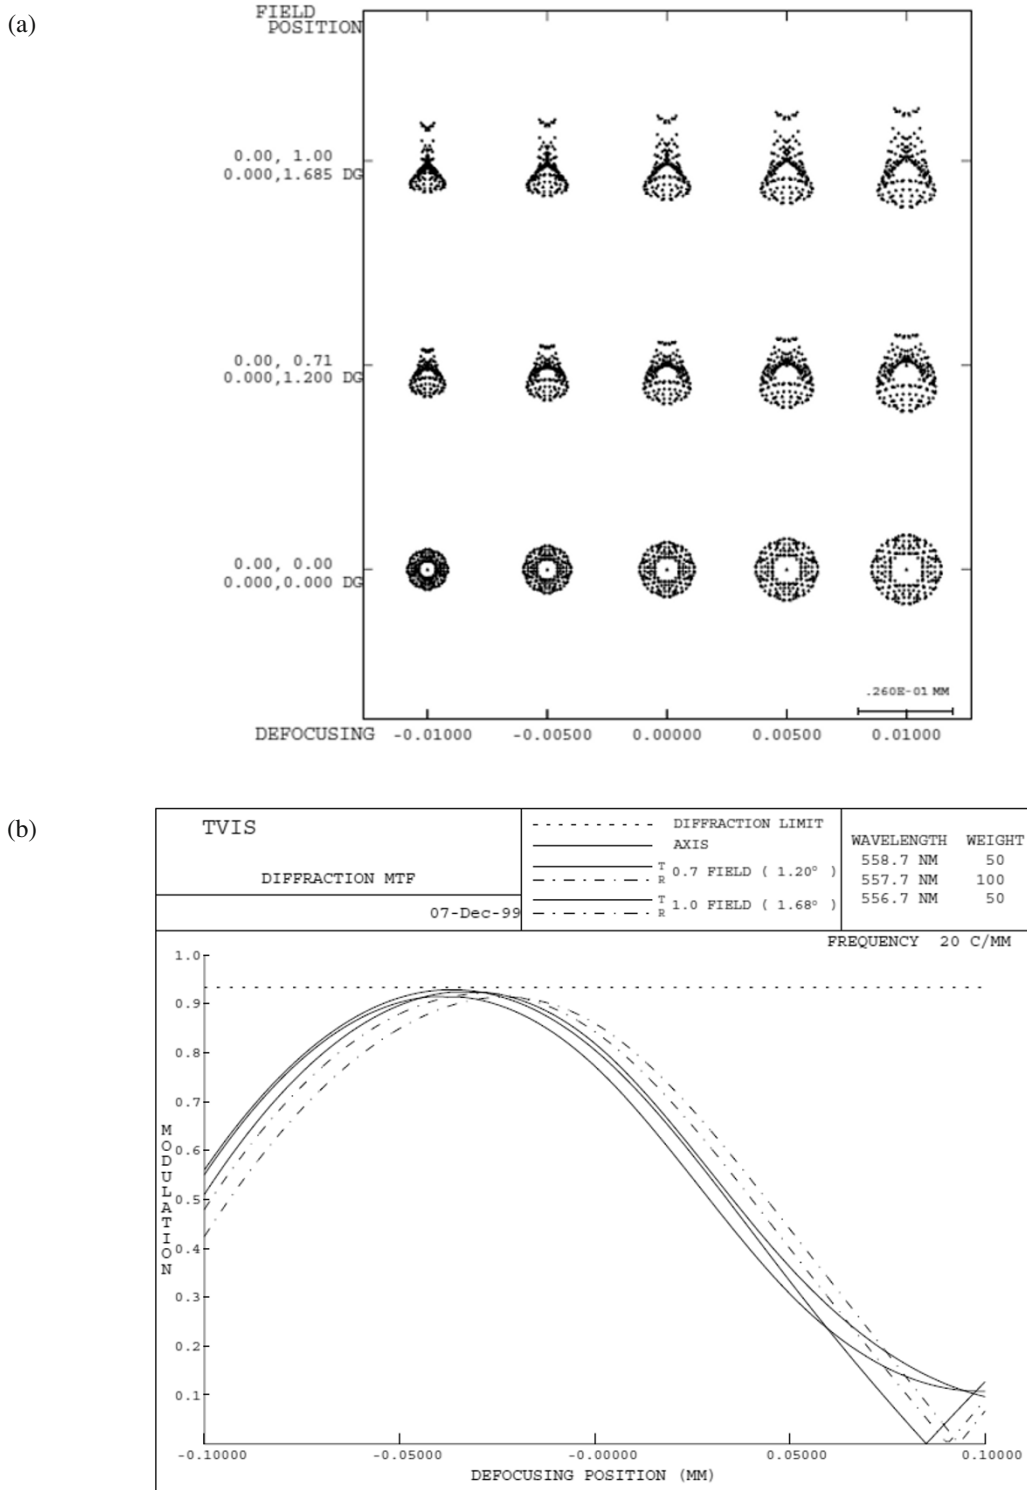 (a)
FIELD
POSITION
0.00, 1.00
0.000,1.685 DG
0.00, 0.71
0.000,1.200 DG
0.00, 0.00
0.000,0.000 DG
.260E-01 MM
DEFOCUSING -0.01000 -0.00500 0.00000 0.00500 0.01000
(b)
TVIS
DIFFRACTION MTF
07-Dec-99
DIFFRACTION LIMIT
AXIS
T
R
0.7 FIELD ( 1.20° )
T
R
1.0 FIELD ( 1.68° )
WAVELENGTH WEIGHT
558.7 NM 50
557.7 NM 100
556.7 NM 50
FREQUENCY 20 C/MM
1.0
0.9
0.8
0.7
0.6
0.5
0.4
0.3
0.2
0.1
MODULATION
-0.10000 -0.05000 -0.00000 0.05000 0.10000
DEFOCUSING POSITION (MM)